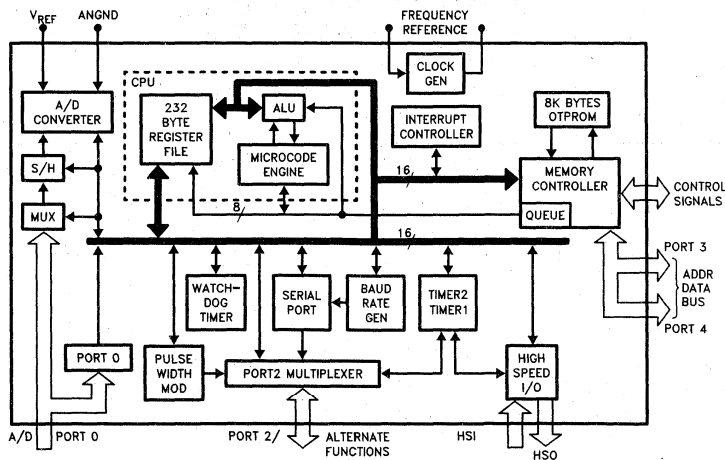 VREF
ANGND
FREQUENCY
REFERENCE
CLOCK
GEN
CPU
A/D
CONVERTER
232
BYTE
REGISTER
FILE
ALU
INTERRUPT
CONTROLLER
8K BYTES
OTPROM
S/H
MICROCODE
ENGINE
MEMORY
CONTROLLER
16
CONTROL
SIGNALS
MUX
8
QUEUE
16
PORT 3
ADDR
DATA
BUS
PORT 4
WATCH-
DOG
TIMER
SERIAL
PORT
BAUD
RATE
GEN
TIMER2
TIMER1
PORT 0
PULSE
WIDTH
MOD
PORT2 MULTIPLEXER
HIGH
SPEED
I/O
A/D
PORT 0
PORT 2/
ALTERNATE
FUNCTIONS
HSI
HSO